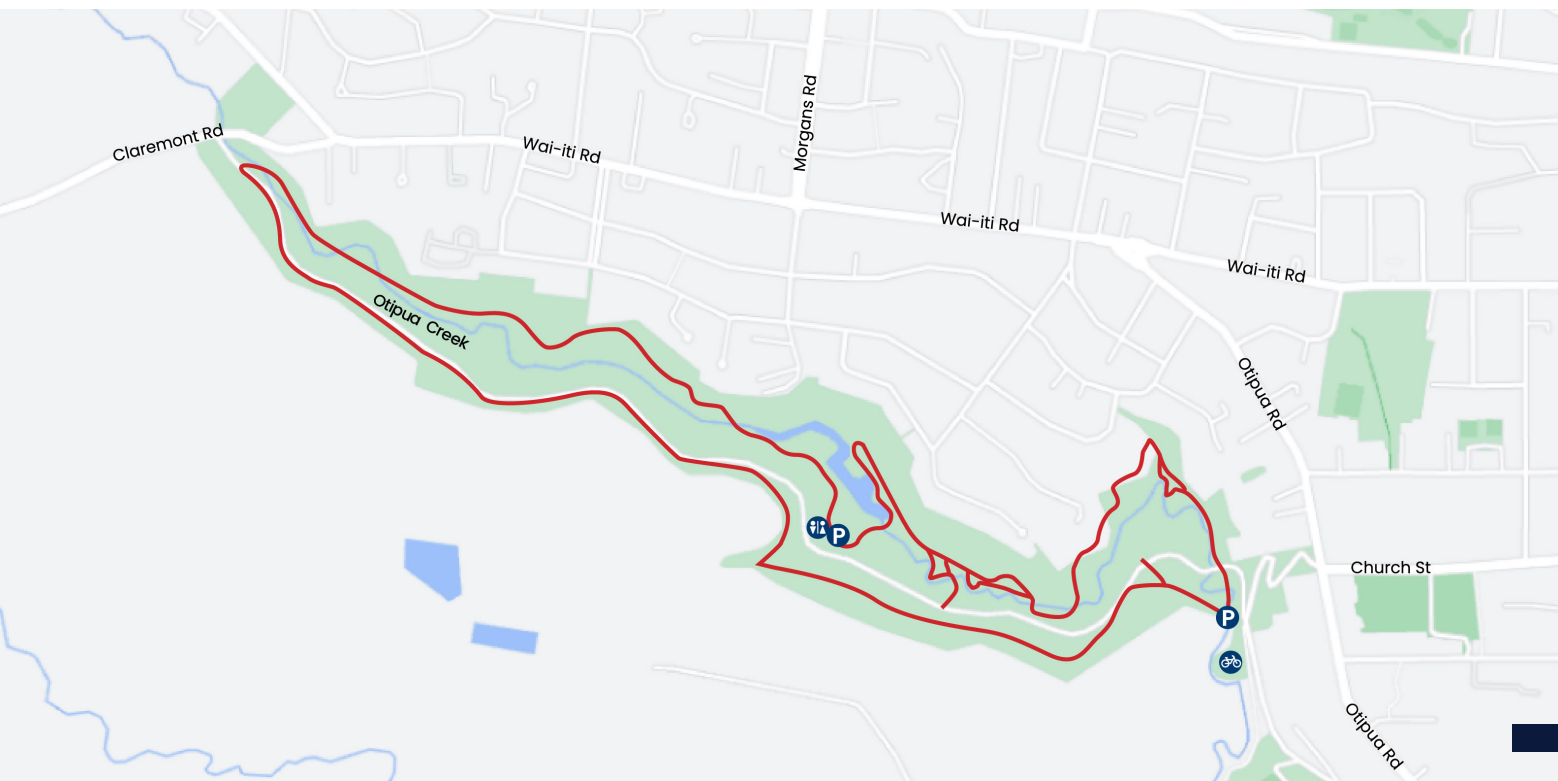 Claremont Rd
Wai-iti Rd
Morgans Rd
Wai-iti Rd
Wai-iti Rd
Otipua Creek
Otipua Rd
P
Church St
P
Otipua Rd